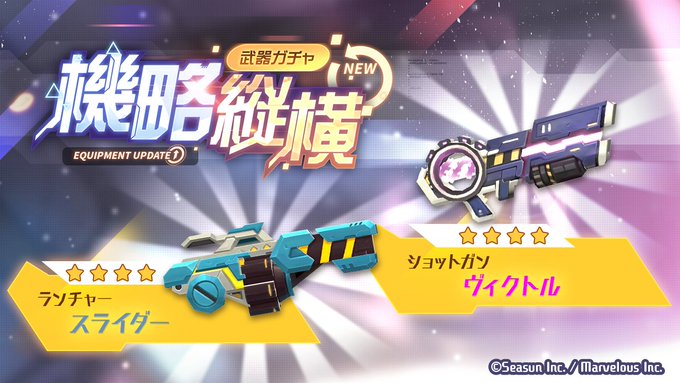 武器ガチャ
NEW
機略縦横
EQUIPMENT UPDATE
ショットガン
ヴィクトル
ランチャー
スライダー
©Seasun Inc. / Marvelous Inc.